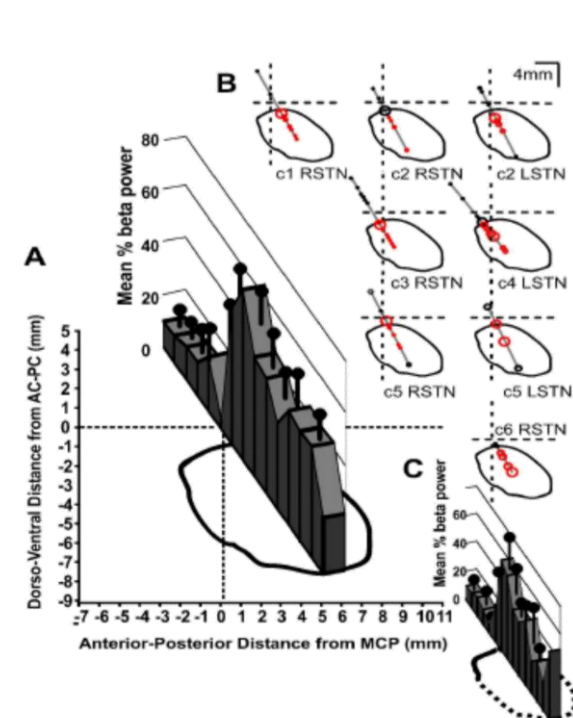 B
4mm
c1 RSTN
c2 RSTN
c2 LSTN
c3 RSTN
c4 LSTN
c5 RSTN
c5 LSTN
c6 RSTN
A
Mean % beta power
80
60
40
20
0
Dorso-Ventral Distance from AC-PC (mm)
5
4
3
2
1
0
-1
-2
-3
-4
-5
-6
-7
-8
-9
-7 -6 -5 -4 -3 -2 -1 0 1 2 3 4 5 6 7 8 9 10 11
Anterior-Posterior Distance from MCP (mm)
C
Mean % beta power
60
40
20
0